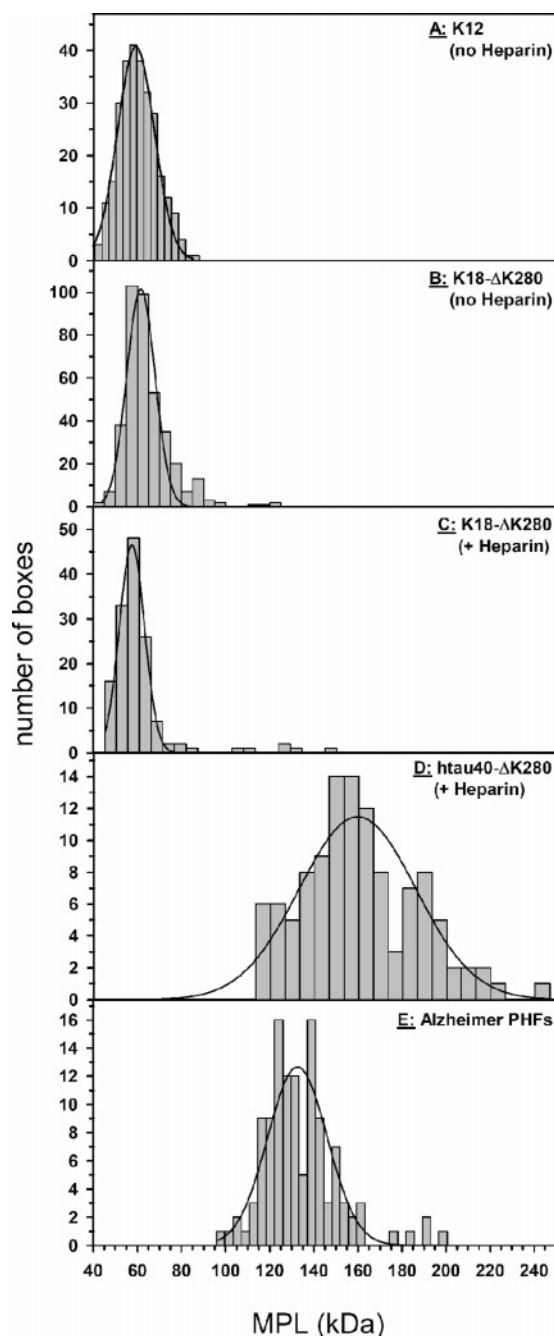 A: K12
(no Heparin)
40
30
20
10
0
B: K18-ΔK280
(no Heparin)
100
80
60
40
20
0
C: K18-ΔK280
(+ Heparin)
50
40
30
20
10
0
number of boxes
D: htau40-ΔK280
(+ Heparin)
14
12
10
8
6
4
2
0
E: Alzheimer PHFs
16
14
12
10
8
6
4
2
0
40 60 80 100 120 140 160 180 200 220 240
MPL (kDa)